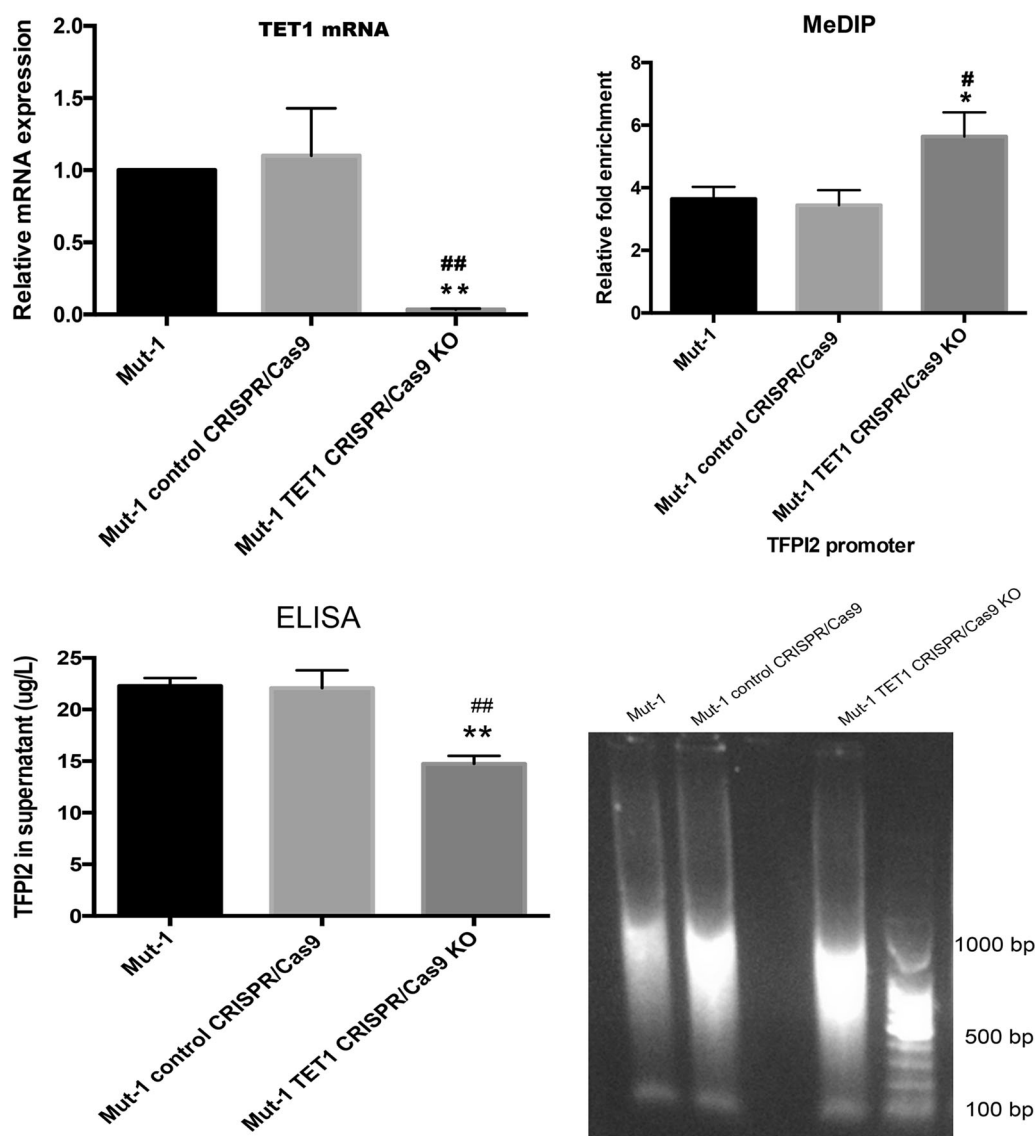 TET1 mRNA
Relative mRNA expression
2.0
1.5
1.0
0.5
0.0
##
**
Mut-1
Mut-1 control CRISPR/Cas9
Mut-1 TET1 CRISPR/Cas9 KO
MeDIP
Relative fold enrichment
8
6
4
2
0
#
*
Mut-1
Mut-1 control CRISPR/Cas9
Mut-1 TET1 CRISPR/Cas9 KO
TFPI2 promoter
ELISA
TFPI2 in supernatant (ug/L)
25
20
15
10
5
0
##
**
Mut-1
Mut-1 control CRISPR/Cas9
Mut-1 TET1 CRISPR/Cas9 KO
Mut-1
Mut-1 control CRISPR/Cas9
Mut-1 TET1 CRISPR/Cas9 KO
1000 bp
500 bp
100 bp